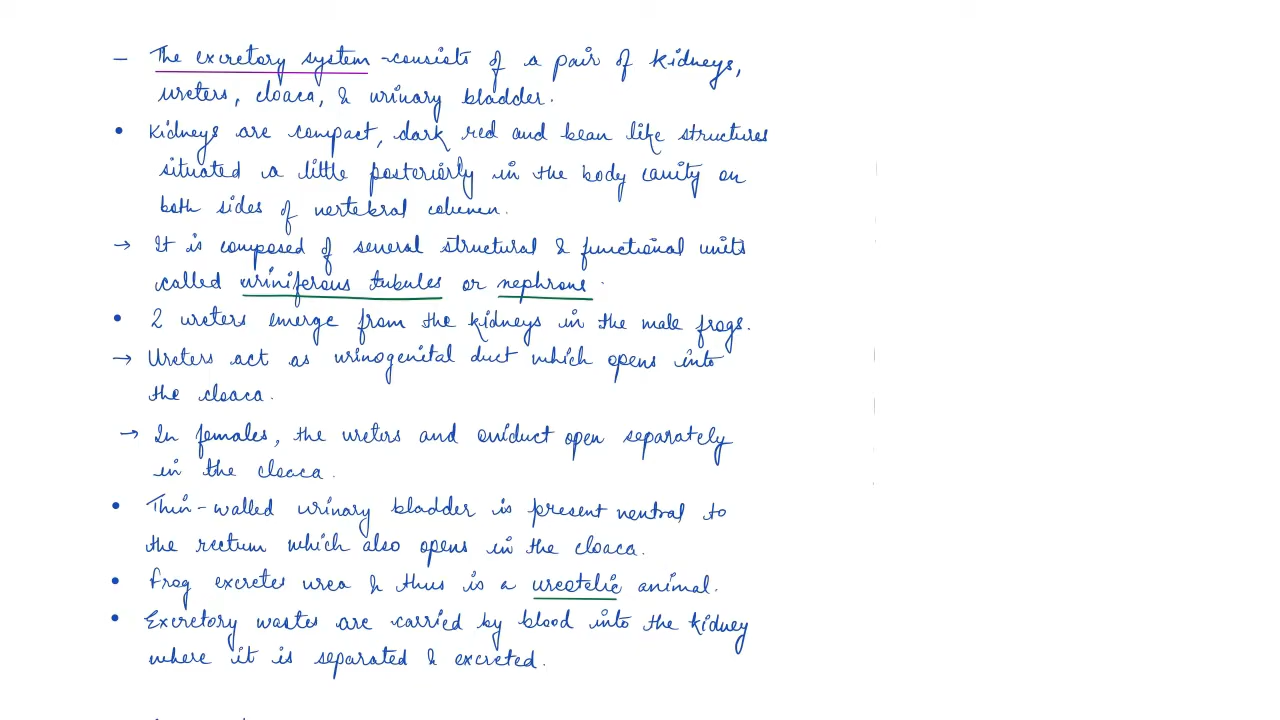 - The excretory system consists of a pair of kidneys,
ureters, cloaca, & urinary bladder.
• Kidneys are compact, dark red and bean like structures
situated a little posteriorly in the body cavity on
both sides of vertebral column.
→ It is composed of several structural & functional units
called uriniferous tubules or nephrons.
• 2 ureters emerge from the kidneys in the male frogs.
→ Ureters act as urinogenital duct which opens into
the cloaca.
→ In females, the ureters and oviduct open separately
in the cloaca.
• Thin-walled urinary bladder is present ventral to
the rectum which also opens in the cloaca.
• Frog excretes urea & thus is a ureotelic animal.
• Excretory wastes are carried by blood into the kidney
where it is separated & excreted.